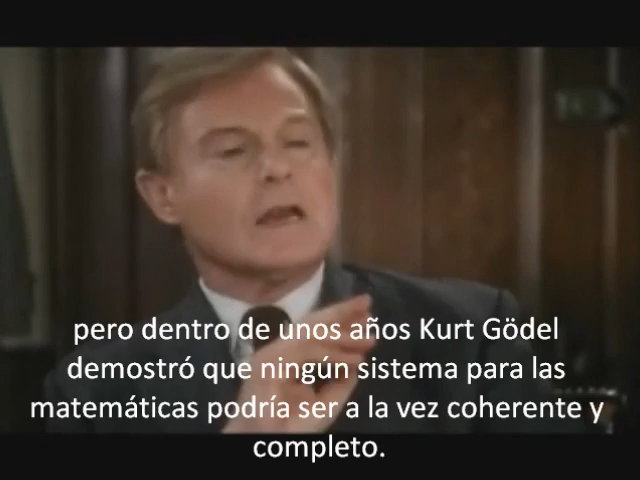 pero dentro de unos años Kurt Gödel
demostró que ningún sistema para las
matemáticas podría ser a la vez coherente y
completo.